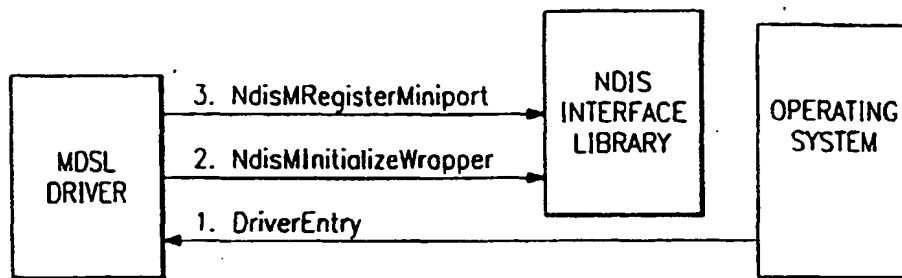 MDSL
DRIVER
3. NdisMRegisterMiniport
2. NdisMInitializeWrapper
1. DriverEntry
NDIS
INTERFACE
LIBRARY
OPERATING
SYSTEM